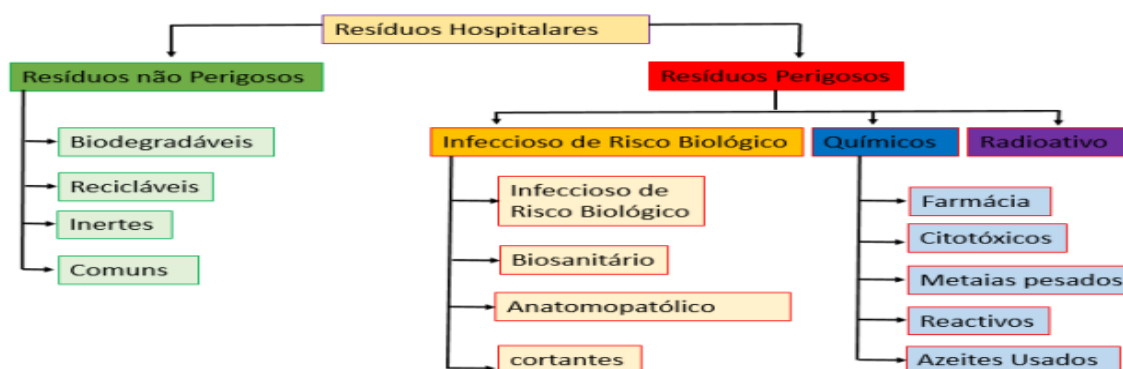 Resíduos Hospitalares
Resíduos não Perigosos
Resíduos Perigosos
Biodegradáveis
Recicláveis
Inertes
Comuns
Infeccioso de Risco Biológico
Químicos
Radioativo
Infeccioso de
Risco Biológico
Biosanitário
Anatomopatólico
cortantes
Farmácia
Citotóxicos
Metaias pesados
Reactivos
Azeites Usados